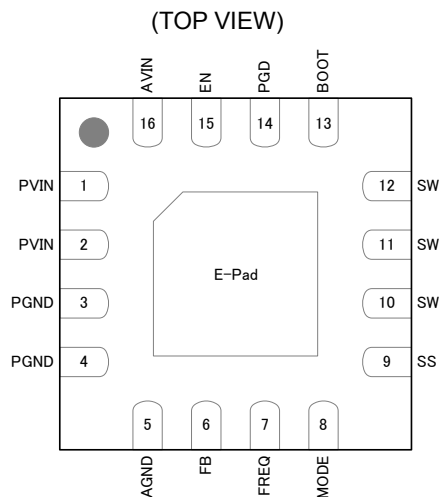 (TOP VIEW)
AVIN
EN
PGD
BOOT
16
15
14
13
PVIN 1
12 SW
PVIN 2
11 SW
E-Pad
PGND 3
10 SW
PGND 4
9 SS
5
6
7
8
AGND
FB
FREQ
MODE